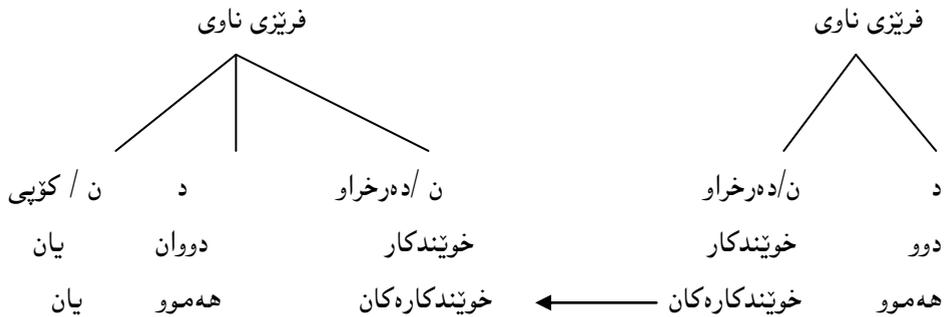 فرێزی ناوی فرێزی ناوی
د ن/دەرخراو ن /دەرخراو د ن / کۆپی
دوو خوێندکار خوێندکار دووان یان
هەموو خوێندکارەکان خوێندکارەکان هەموو یان